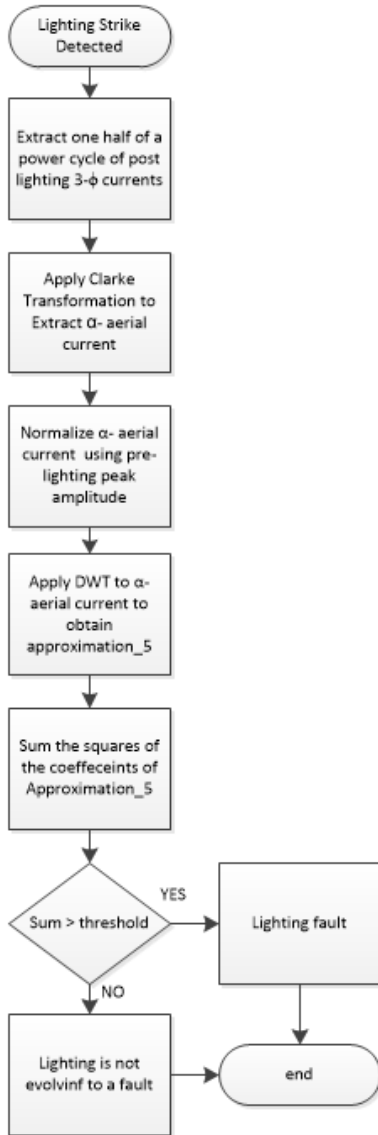 Lighting Strike
Detected
Extract one half of a
power cycle of post
lighting 3-ϕ currents
Apply Clarke
Transformation to
Extract α- aerial
current
Normalize α- aerial
current using pre-
lighting peak
amplitude
Apply DWT to α-
aerial current to
obtain
approximation_5
Sum the squares of
the coeffeceints of
Approximation_5
Sum > threshold
YES
Lighting fault
NO
Lighting is not
evolvinf to a fault
end